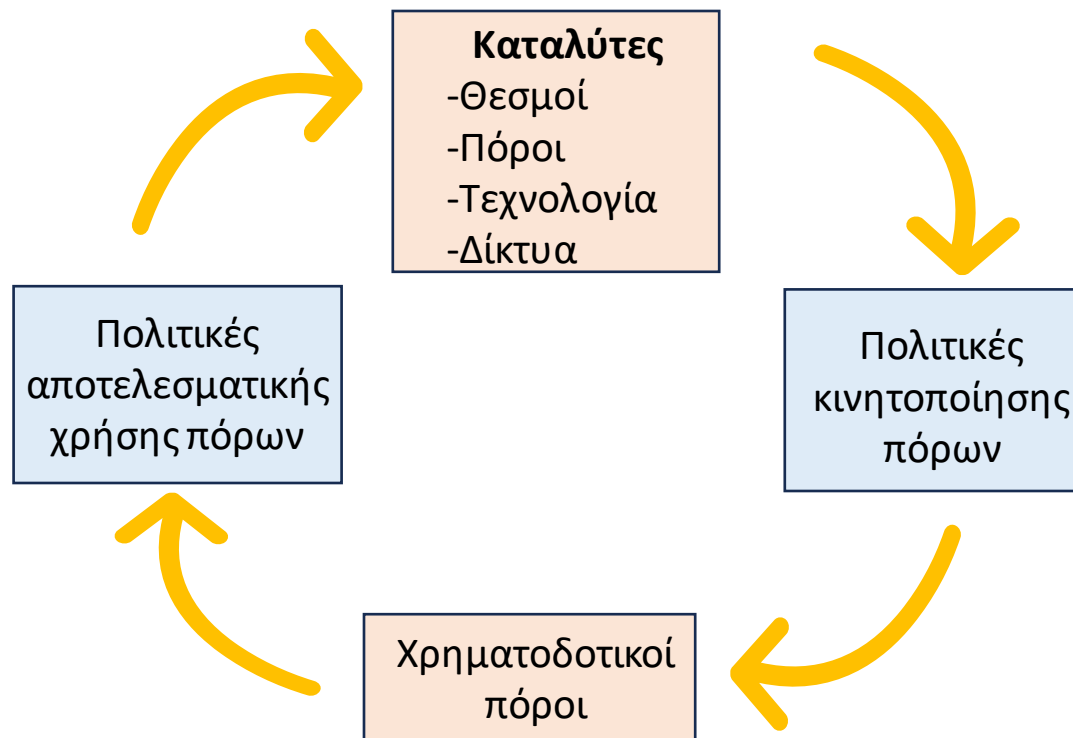 Καταλύτες
-Θεσμοί
-Πόροι
-Τεχνολογία
-Δίκτυα
Πολιτικές
αποτελεσματικής
χρήσης πόρων
Πολιτικές
κινητοποίησης
πόρων
Χρηματοδοτικοί
πόροι